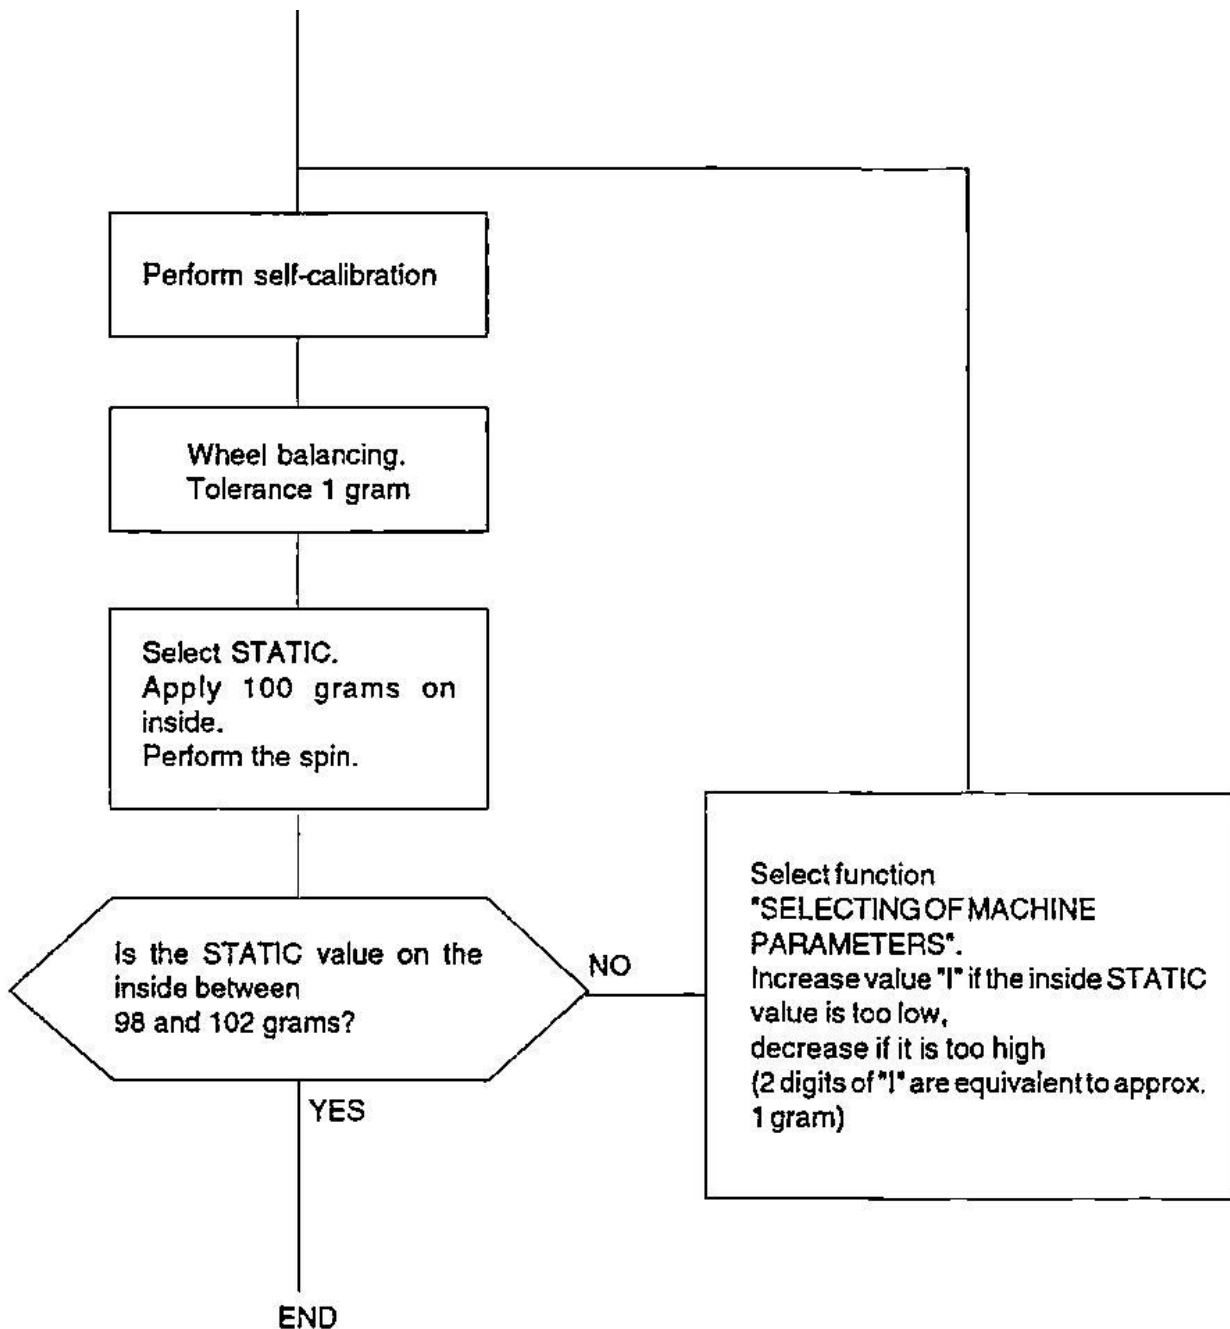 Perform self-calibration
Wheel balancing.
Tolerance 1 gram
Select STATIC.
Apply 100 grams on
inside.
Perform the spin.
Is the STATIC value on the
inside between
98 and 102 grams?
NO
YES
END
Select function
"SELECTING OF MACHINE
PARAMETERS".
Increase value "I" if the inside STATIC
value is too low,
decrease if it is too high
(2 digits of "I" are equivalent to approx.
1 gram)